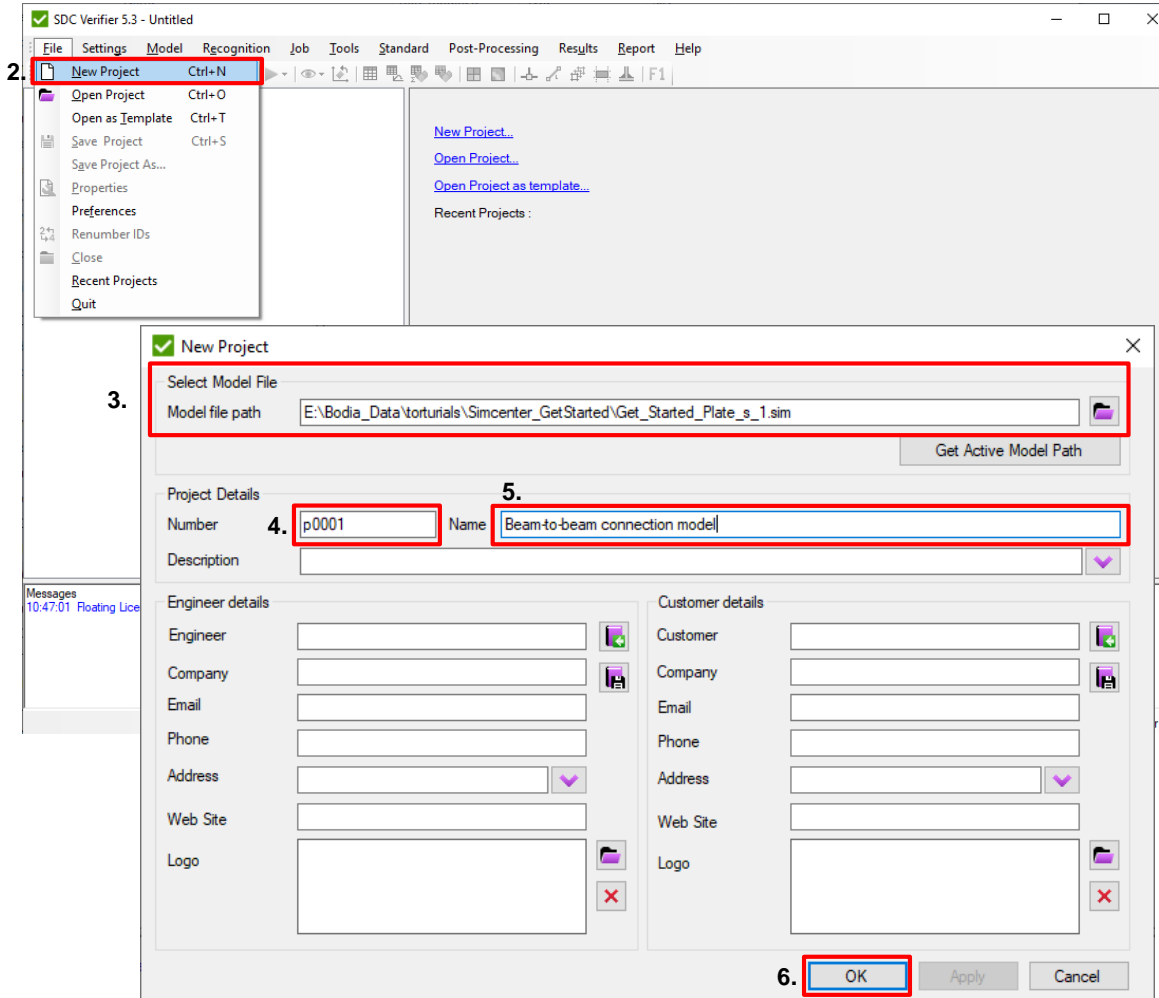 SDC Verifier 5.3 - Untitled
File Settings Model Recognition Job Tools Standard Post-Processing Results Report Help
2. New Project Ctrl+N
F1
Open Project Ctrl+O
Open as Template Ctrl+T
Save Project Ctrl+S
Save Project As...
Properties
Preferences
Renumber IDs
Close
Recent Projects
Quit
New Project...
Open Project...
Open Project as template...
Recent Projects :
New Project
3.
Select Model File
Model file path E:\Bodia_Data\torturials\Simcenter_GetStarted\Get_Started_Plate_s_1.sim
Get Active Model Path
Project Details
5.
Number 4. p0001 Name Beam-to-beam connection model
Description
Messages
10:47:01 Floating Lice
Engineer details
Engineer
Company
Email
Phone
Address
Web Site
Logo
Customer details
Customer
Company
Email
Phone
Address
Web Site
Logo
6. OK Apply Cancel